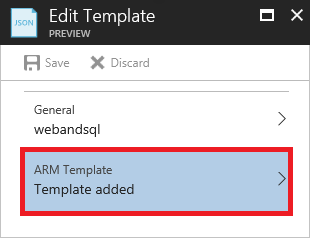 JSON
Edit Template
PREVIEW
Save
Discard
General
webandsql
ARM Template
Template added